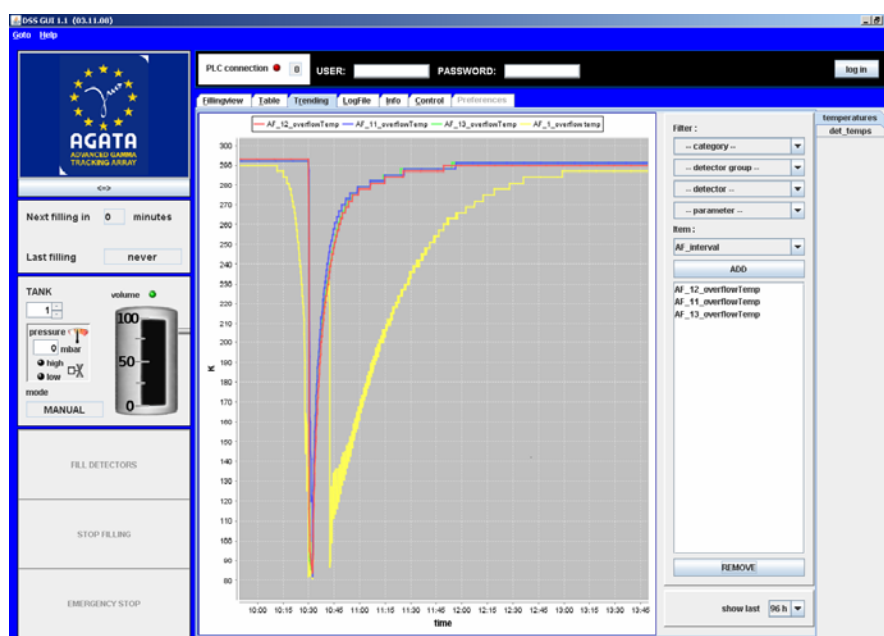 DSS GUI 1.1 (03.11.08)
Goto Help
AGATA
ADVANCED GAMMA
TRACKING ARRAY
<=>
Next filling in 0 minutes
Last filling never
TANK
1
volume
pressure
0 mbar
high
low
mode
MANUAL
100
50
0
FILL DETECTORS
STOP FILLING
EMERGENCY STOP
PLC connection 0 USER: PASSWORD: log in
Fillingview Table Trending LogFile Info Control Preferences
AF_12_overflowTemp AF_11_overflowTemp AF_13_overflowTemp AF_1_overflow temp
300
290
280
270
260
250
240
230
220
210
200
190
180
170
160
150
140
130
120
110
100
90
80
K
10:00 10:15 10:30 10:45 11:00 11:15 11:30 11:45 12:00 12:15 12:30 12:45 13:00 13:15 13:30 13:45
time
Filter :
-- category --
-- detector group --
-- detector --
-- parameter --
Item :
AF_interval
ADD
AF_12_overflowTemp
AF_11_overflowTemp
AF_13_overflowTemp
REMOVE
show last 96 h
temperatures
det_temps